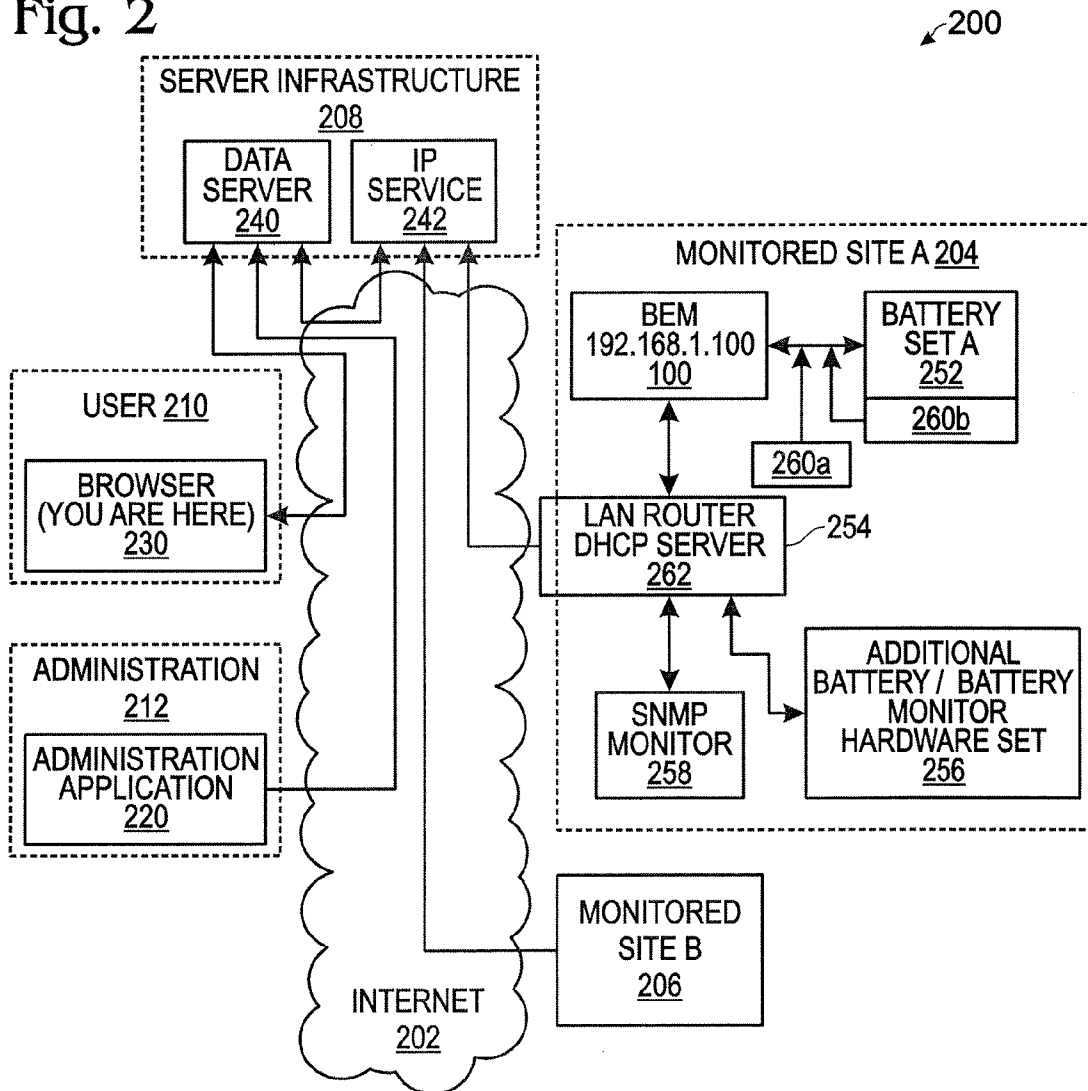 Fig. 2
200
SERVER INFRASTRUCTURE
208
DATA
SERVER
240
IP
SERVICE
242
MONITORED SITE A 204
BEM
192.168.1.100
100
BATTERY
SET A
252
260b
260a
USER 210
BROWSER
(YOU ARE HERE)
230
LAN ROUTER
DHCP SERVER
262
254
ADMINISTRATION
212
ADMINISTRATION
APPLICATION
220
SNMP
MONITOR
258
ADDITIONAL
BATTERY / BATTERY
MONITOR
HARDWARE SET
256
MONITORED
SITE B
206
INTERNET
202